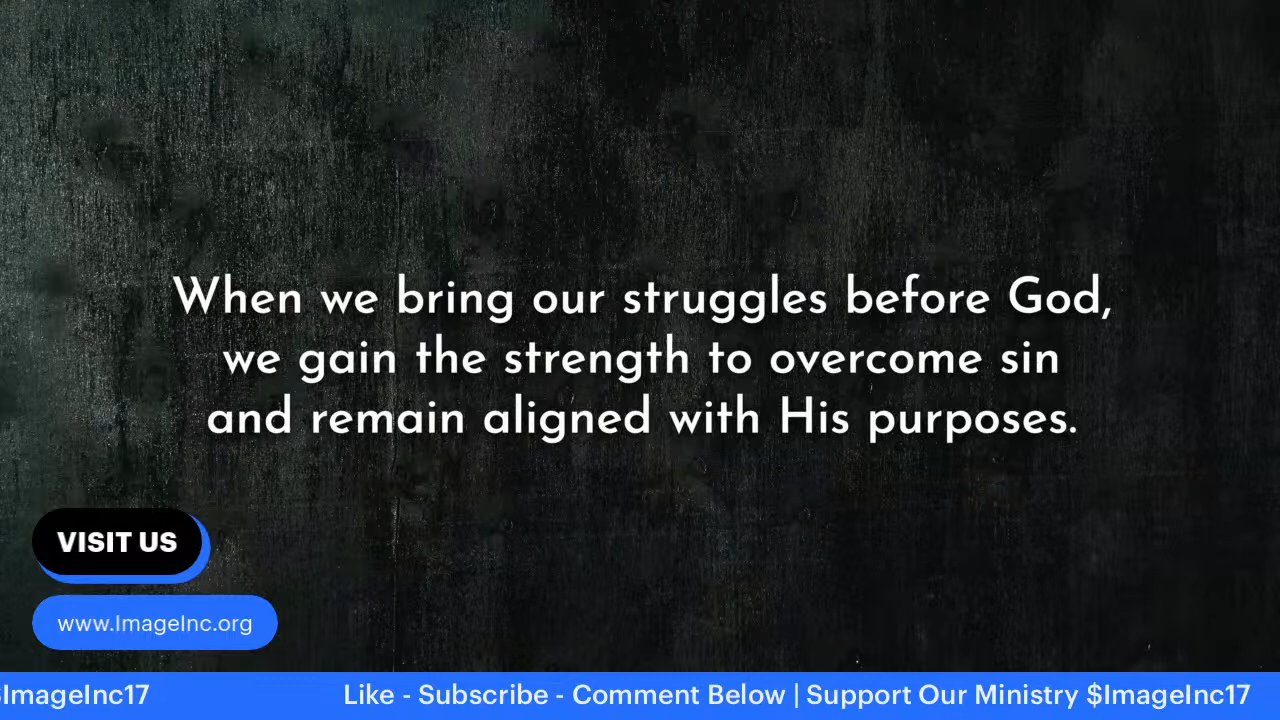 When we bring our struggles before God,
we gain the strength to overcome sin
and remain aligned with His purposes.
VISIT US
www.ImageInc.org
$ImageInc17 Like - Subscribe - Comment Below | Support Our Ministry $ImageInc17